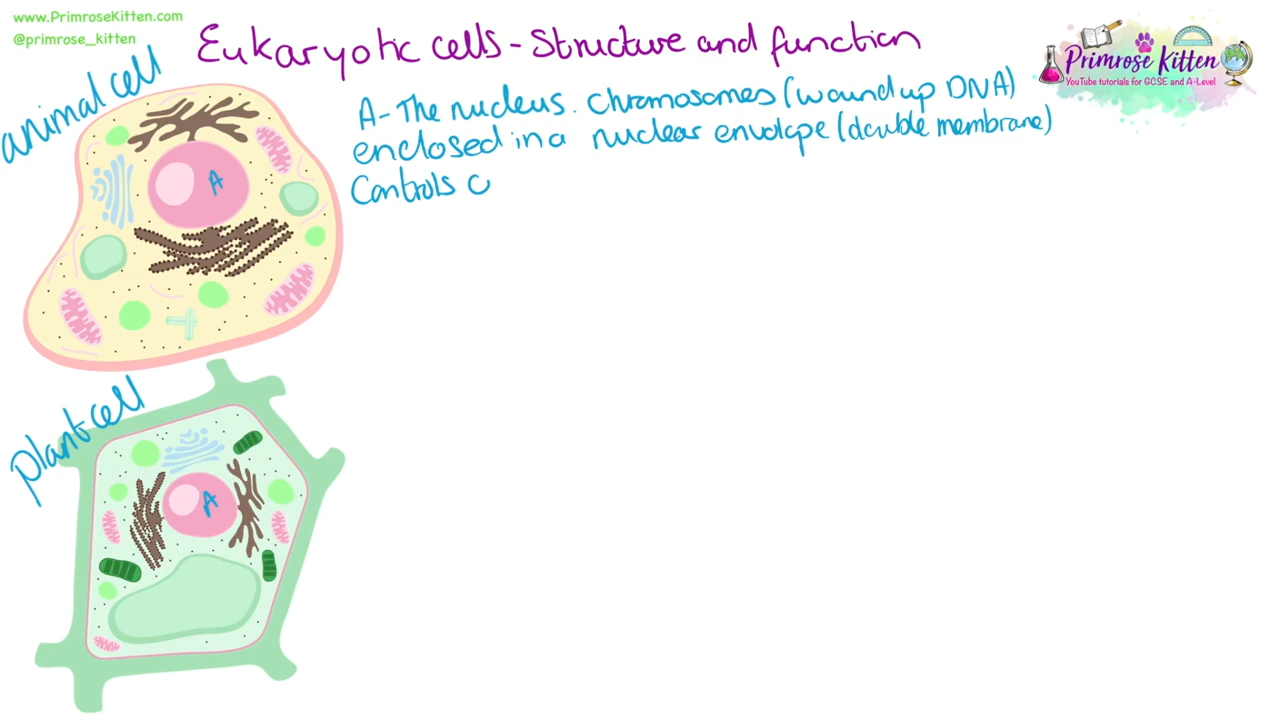 www.PrimroseKitten.com
@primrose_kitten
Eukaryotic cells - Structure and function
Primrose Kitten
YouTube tutorials for GCSE and A-Level
animal cell
A - The nucleus. Chromosomes (wound up DNA)
enclosed in a nuclear envelope (double membrane)
Controls c
A
plant cell
A